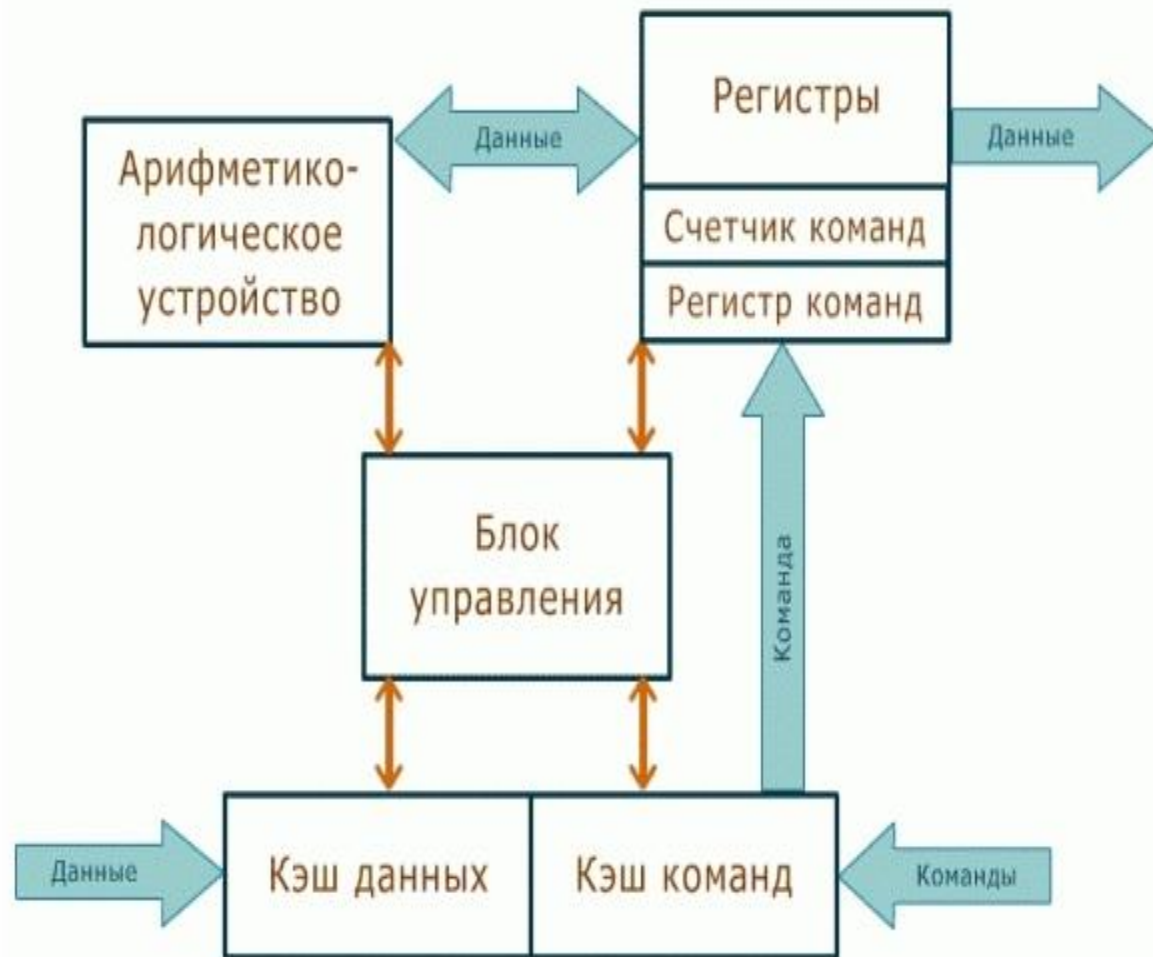 Регистры
Данные
Данные
Арифметико-
логическое
устройство
Счетчик команд
Регистр команд
Блок
управления
Команда
Данные
Кэш данных
Кэш команд
Команды